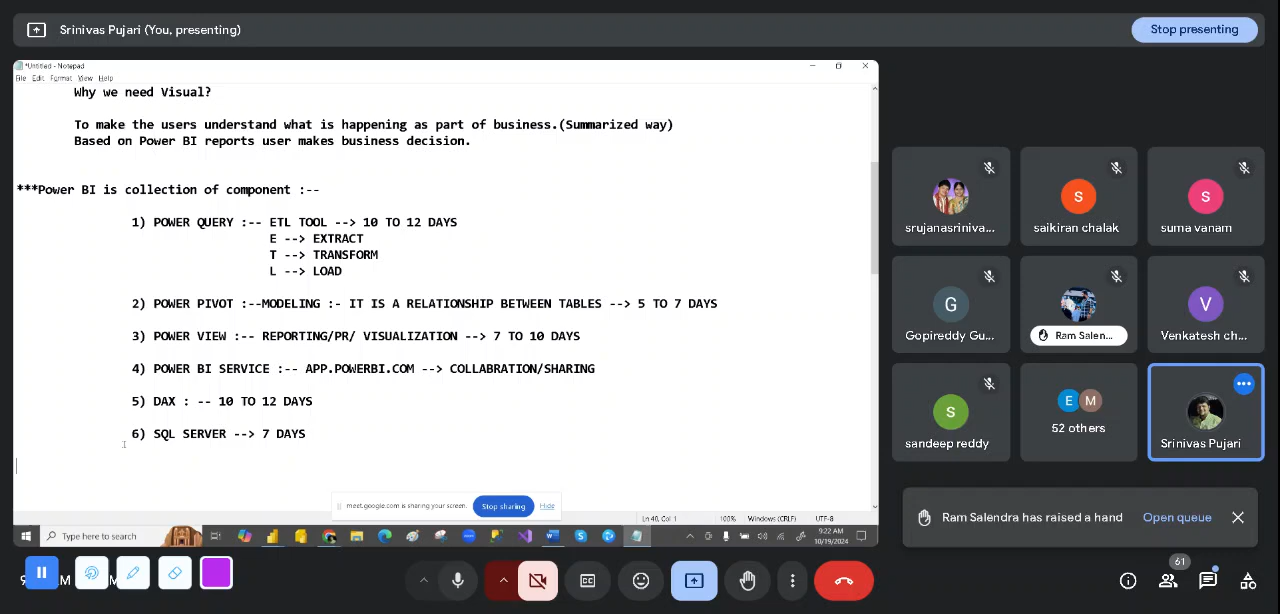 Srinivas Pujari (You, presenting)
Stop presenting
*Untitled - Notepad
File Edit Format View Help
Why we need Visual?
To make the users understand what is happening as part of business.(Summarized way)
Based on Power BI reports user makes business decision.
***Power BI is collection of component :--
1) POWER QUERY :-- ETL TOOL --> 10 TO 12 DAYS
E --> EXTRACT
T --> TRANSFORM
L --> LOAD
2) POWER PIVOT :--MODELING :- IT IS A RELATIONSHIP BETWEEN TABLES --> 5 TO 7 DAYS
3) POWER VIEW :-- REPORTING/PR/ VISUALIZATION --> 7 TO 10 DAYS
4) POWER BI SERVICE :-- APP.POWERBI.COM --> COLLABRATION/SHARING
5) DAX : -- 10 TO 12 DAYS
6) SQL SERVER --> 7 DAYS
meet.google.com is sharing your screen.
Stop sharing
Hide
Ln 40, Col 1
100%
Windows (CRLF)
UTF-8
Type here to search
9:22 AM
10/19/2024
srujanasriniva...
S
saikiran chalak
S
suma vanam
G
Gopireddy Gu...
Ram Salen...
V
Venkatesh ch...
S
sandeep reddy
E M
52 others
Srinivas Pujari
Ram Salendra has raised a hand
Open queue
61